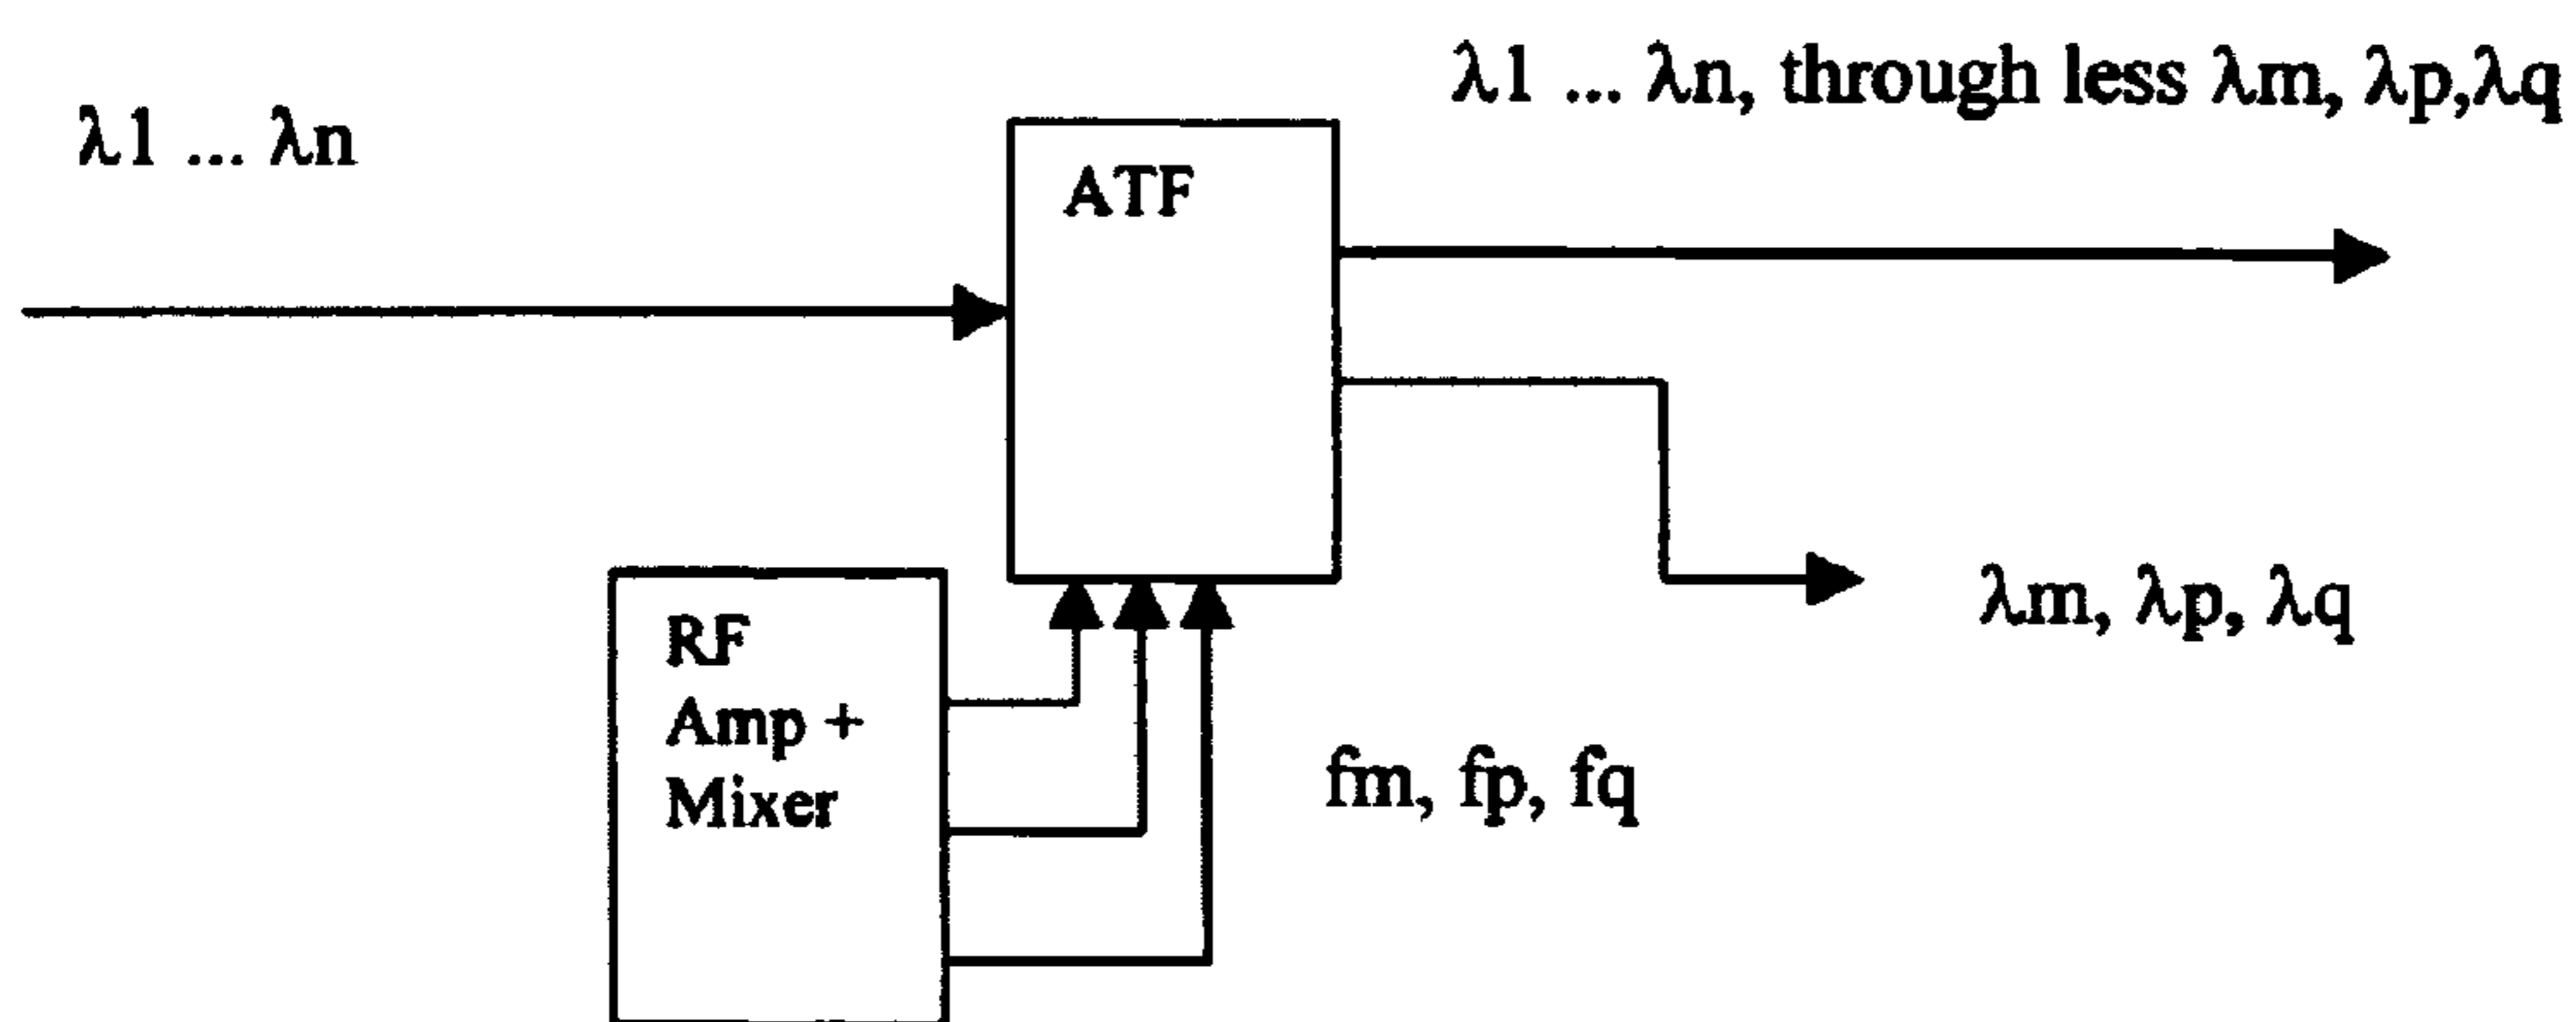 λ1 ... λn, through less λm, λp,λq
λ1 ... λn
ATF
λm, λp, λq
RF
Amp +
Mixer
fm, fp, fq